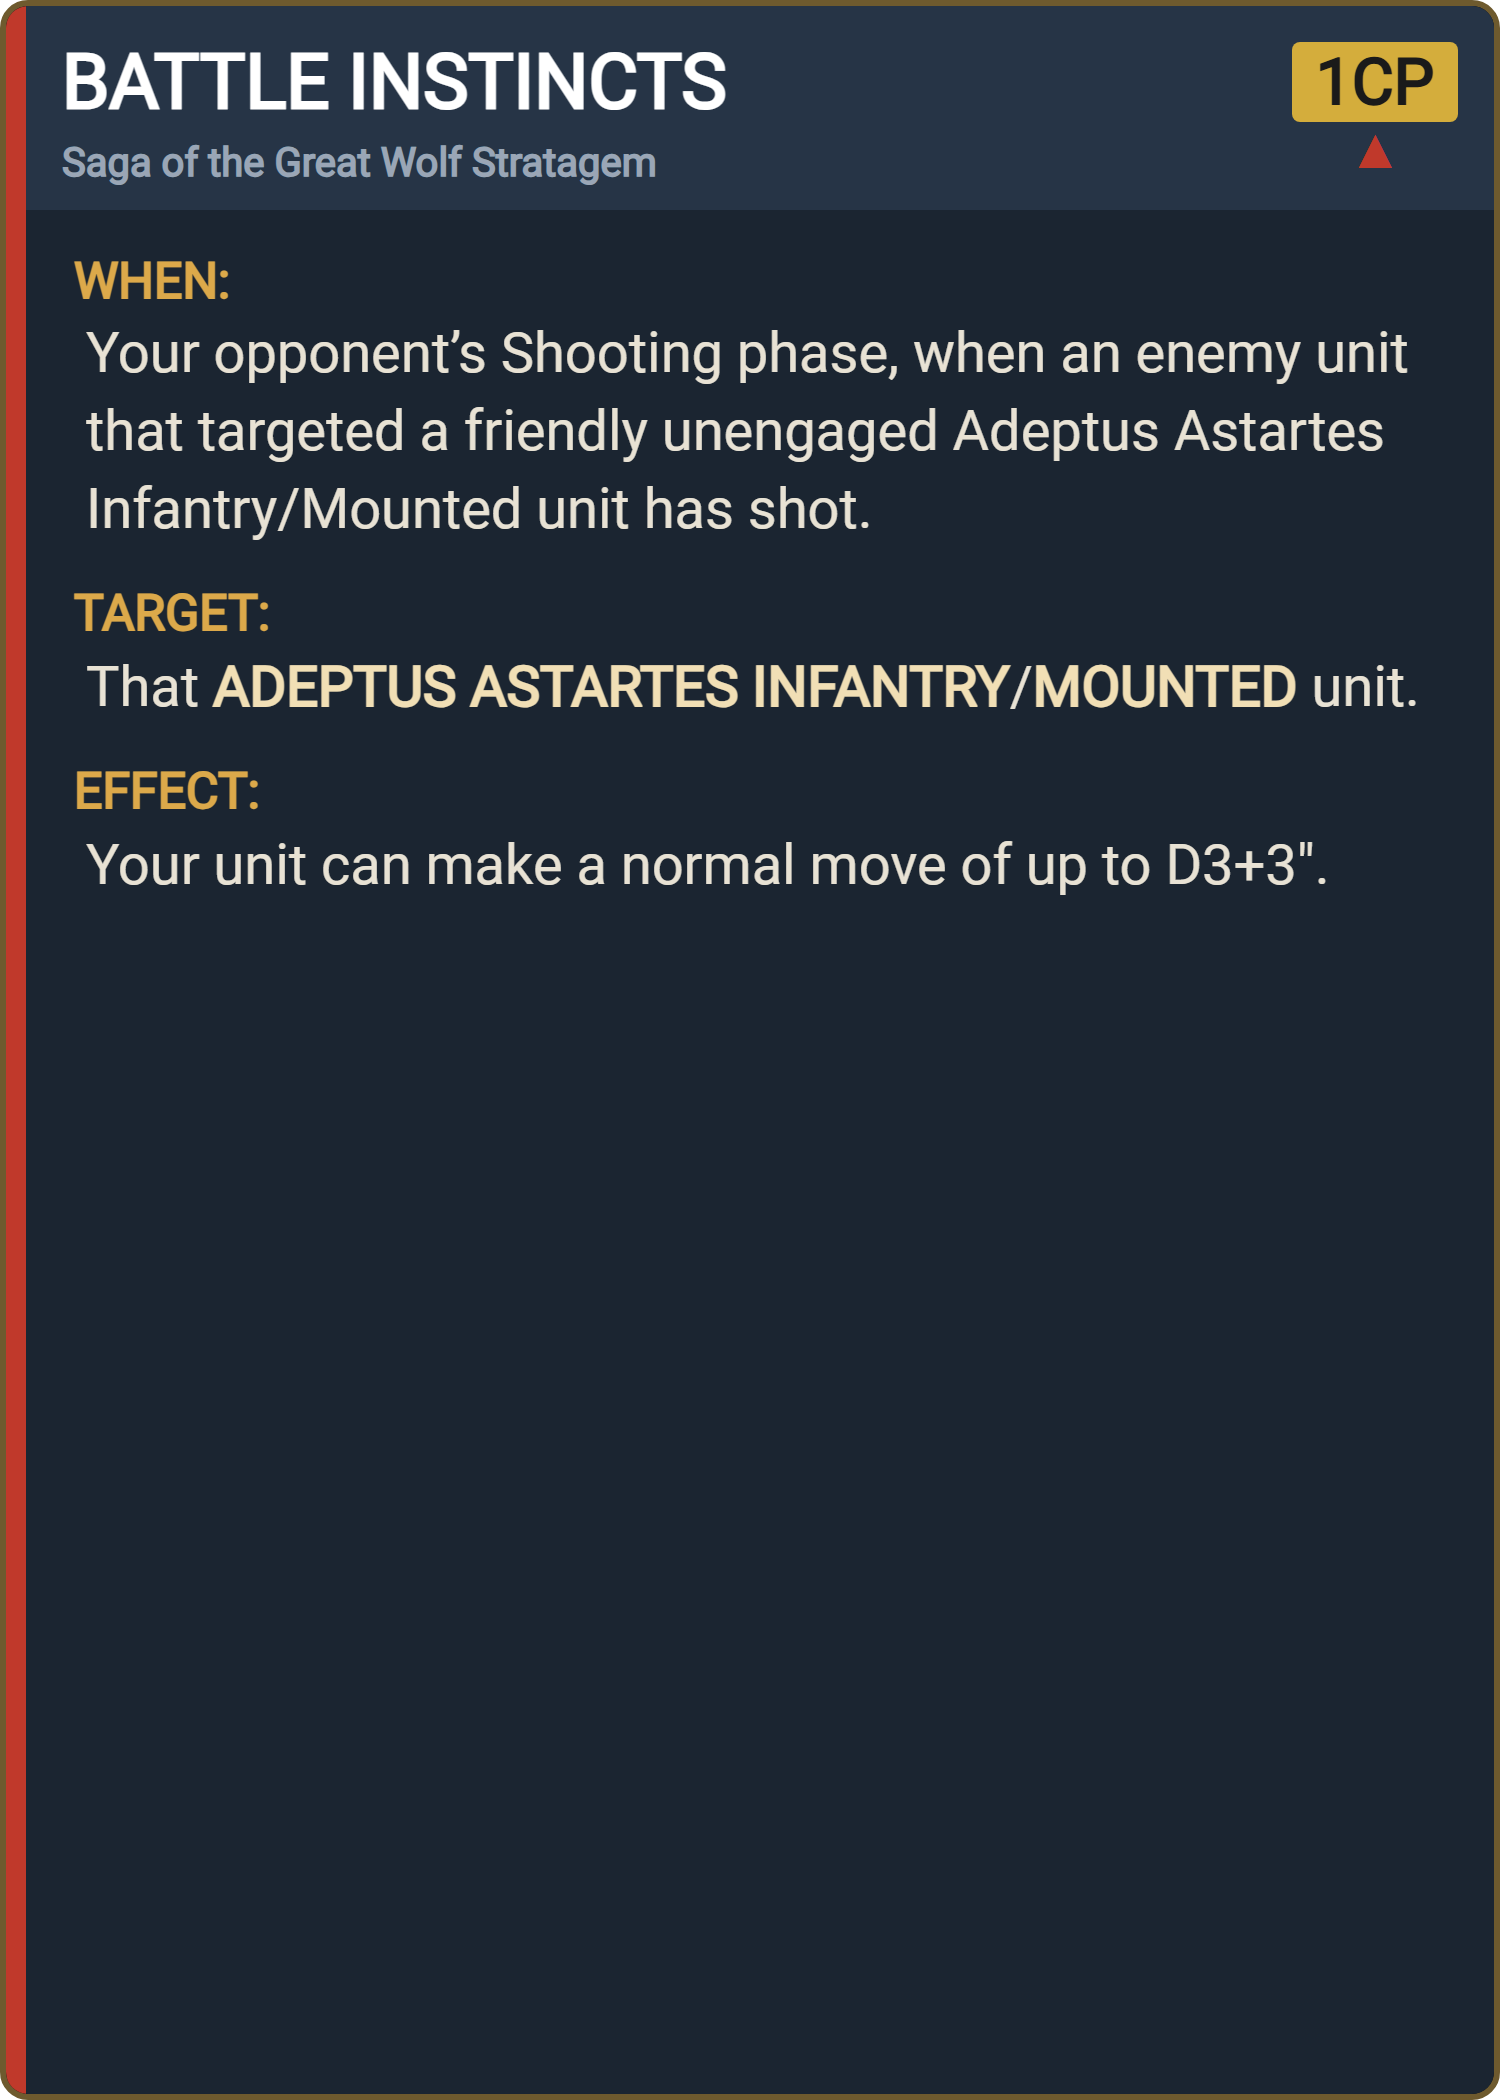 BATTLE INSTINCTS
1CP
Saga of the Great Wolf Stratagem
WHEN:
Your opponent’s Shooting phase, when an enemy unit
that targeted a friendly unengaged Adeptus Astartes
Infantry/Mounted unit has shot.
TARGET:
That ADEPTUS ASTARTES INFANTRY/MOUNTED unit.
EFFECT:
Your unit can make a normal move of up to D3+3".